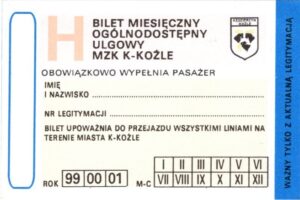 H
BILET MIESIĘCZNY
OGÓLNODOSTĘPNY
ULGOWY
MZK K-KOŹLE
OBOWIĄZKOWO WYPEŁNIA PASAŻER
IMIĘ
I NAZWISKO
NR LEGITYMACJI
BILET UPOWAŻNIA DO PRZEJAZDU WSZYSTKIMI LINIAMI NA
TERENIE MIASTA K-KOŹLE
ROK 99 00 01 M-C
I II III IV V VI
VII VIII IX X XI XII
WAŻNY TYLKO Z AKTUALNĄ LEGITYMACJĄ